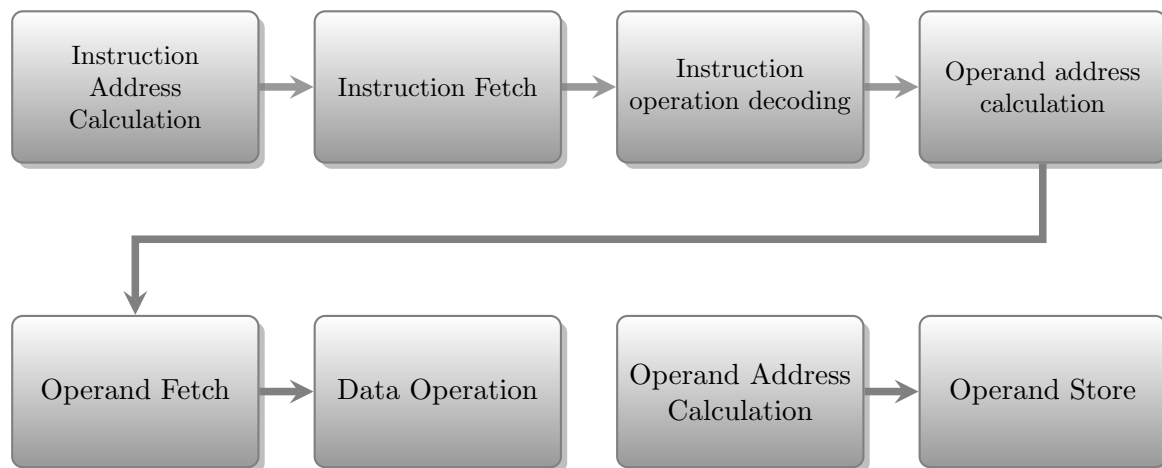 Instruction
Address
Calculation
Instruction Fetch
Instruction
operation decoding
Operand address
calculation
Operand Fetch
Data Operation
Operand Address
Calculation
Operand Store